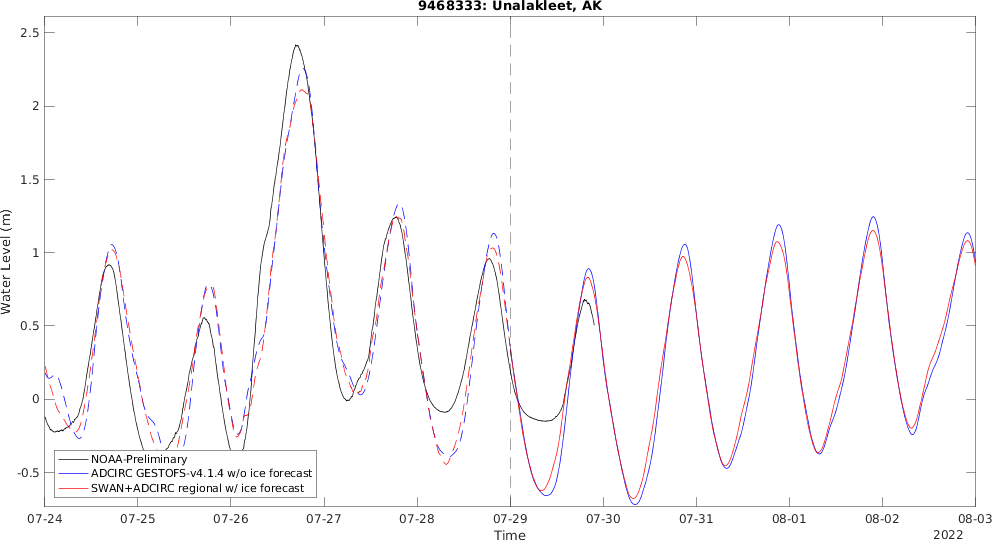 9468333: Unalakleet, AK
2.5
2
1.5
1
0.5
0
-0.5
Water Level (m)
NOAA-Preliminary
ADCIRC GESTOFS-v4.1.4 w/o ice forecast
SWAN+ADCIRC regional w/ ice forecast
07-24 07-25 07-26 07-27 07-28 07-29 07-30 07-31 08-01 08-02 08-03
Time
2022